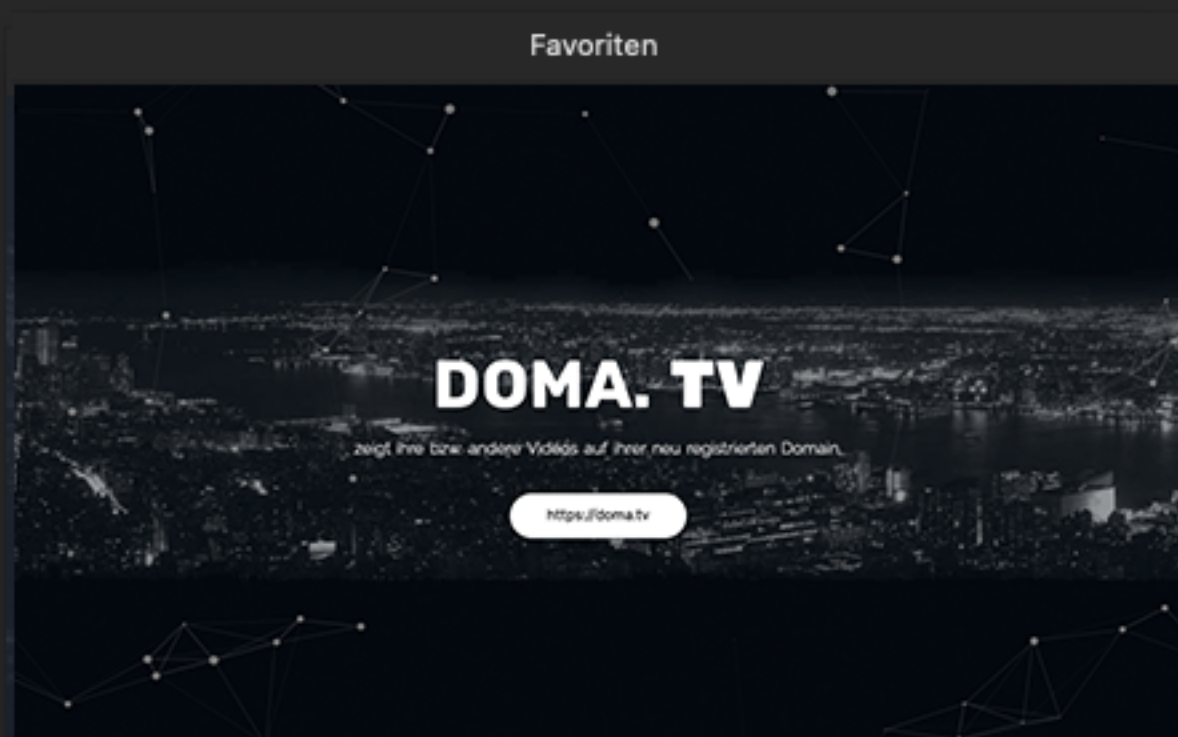 Favoriten
DOMA. TV
zeigt ihre bzw. andere Videos auf ihrer neu registrierten Domain.
https://doma.tv